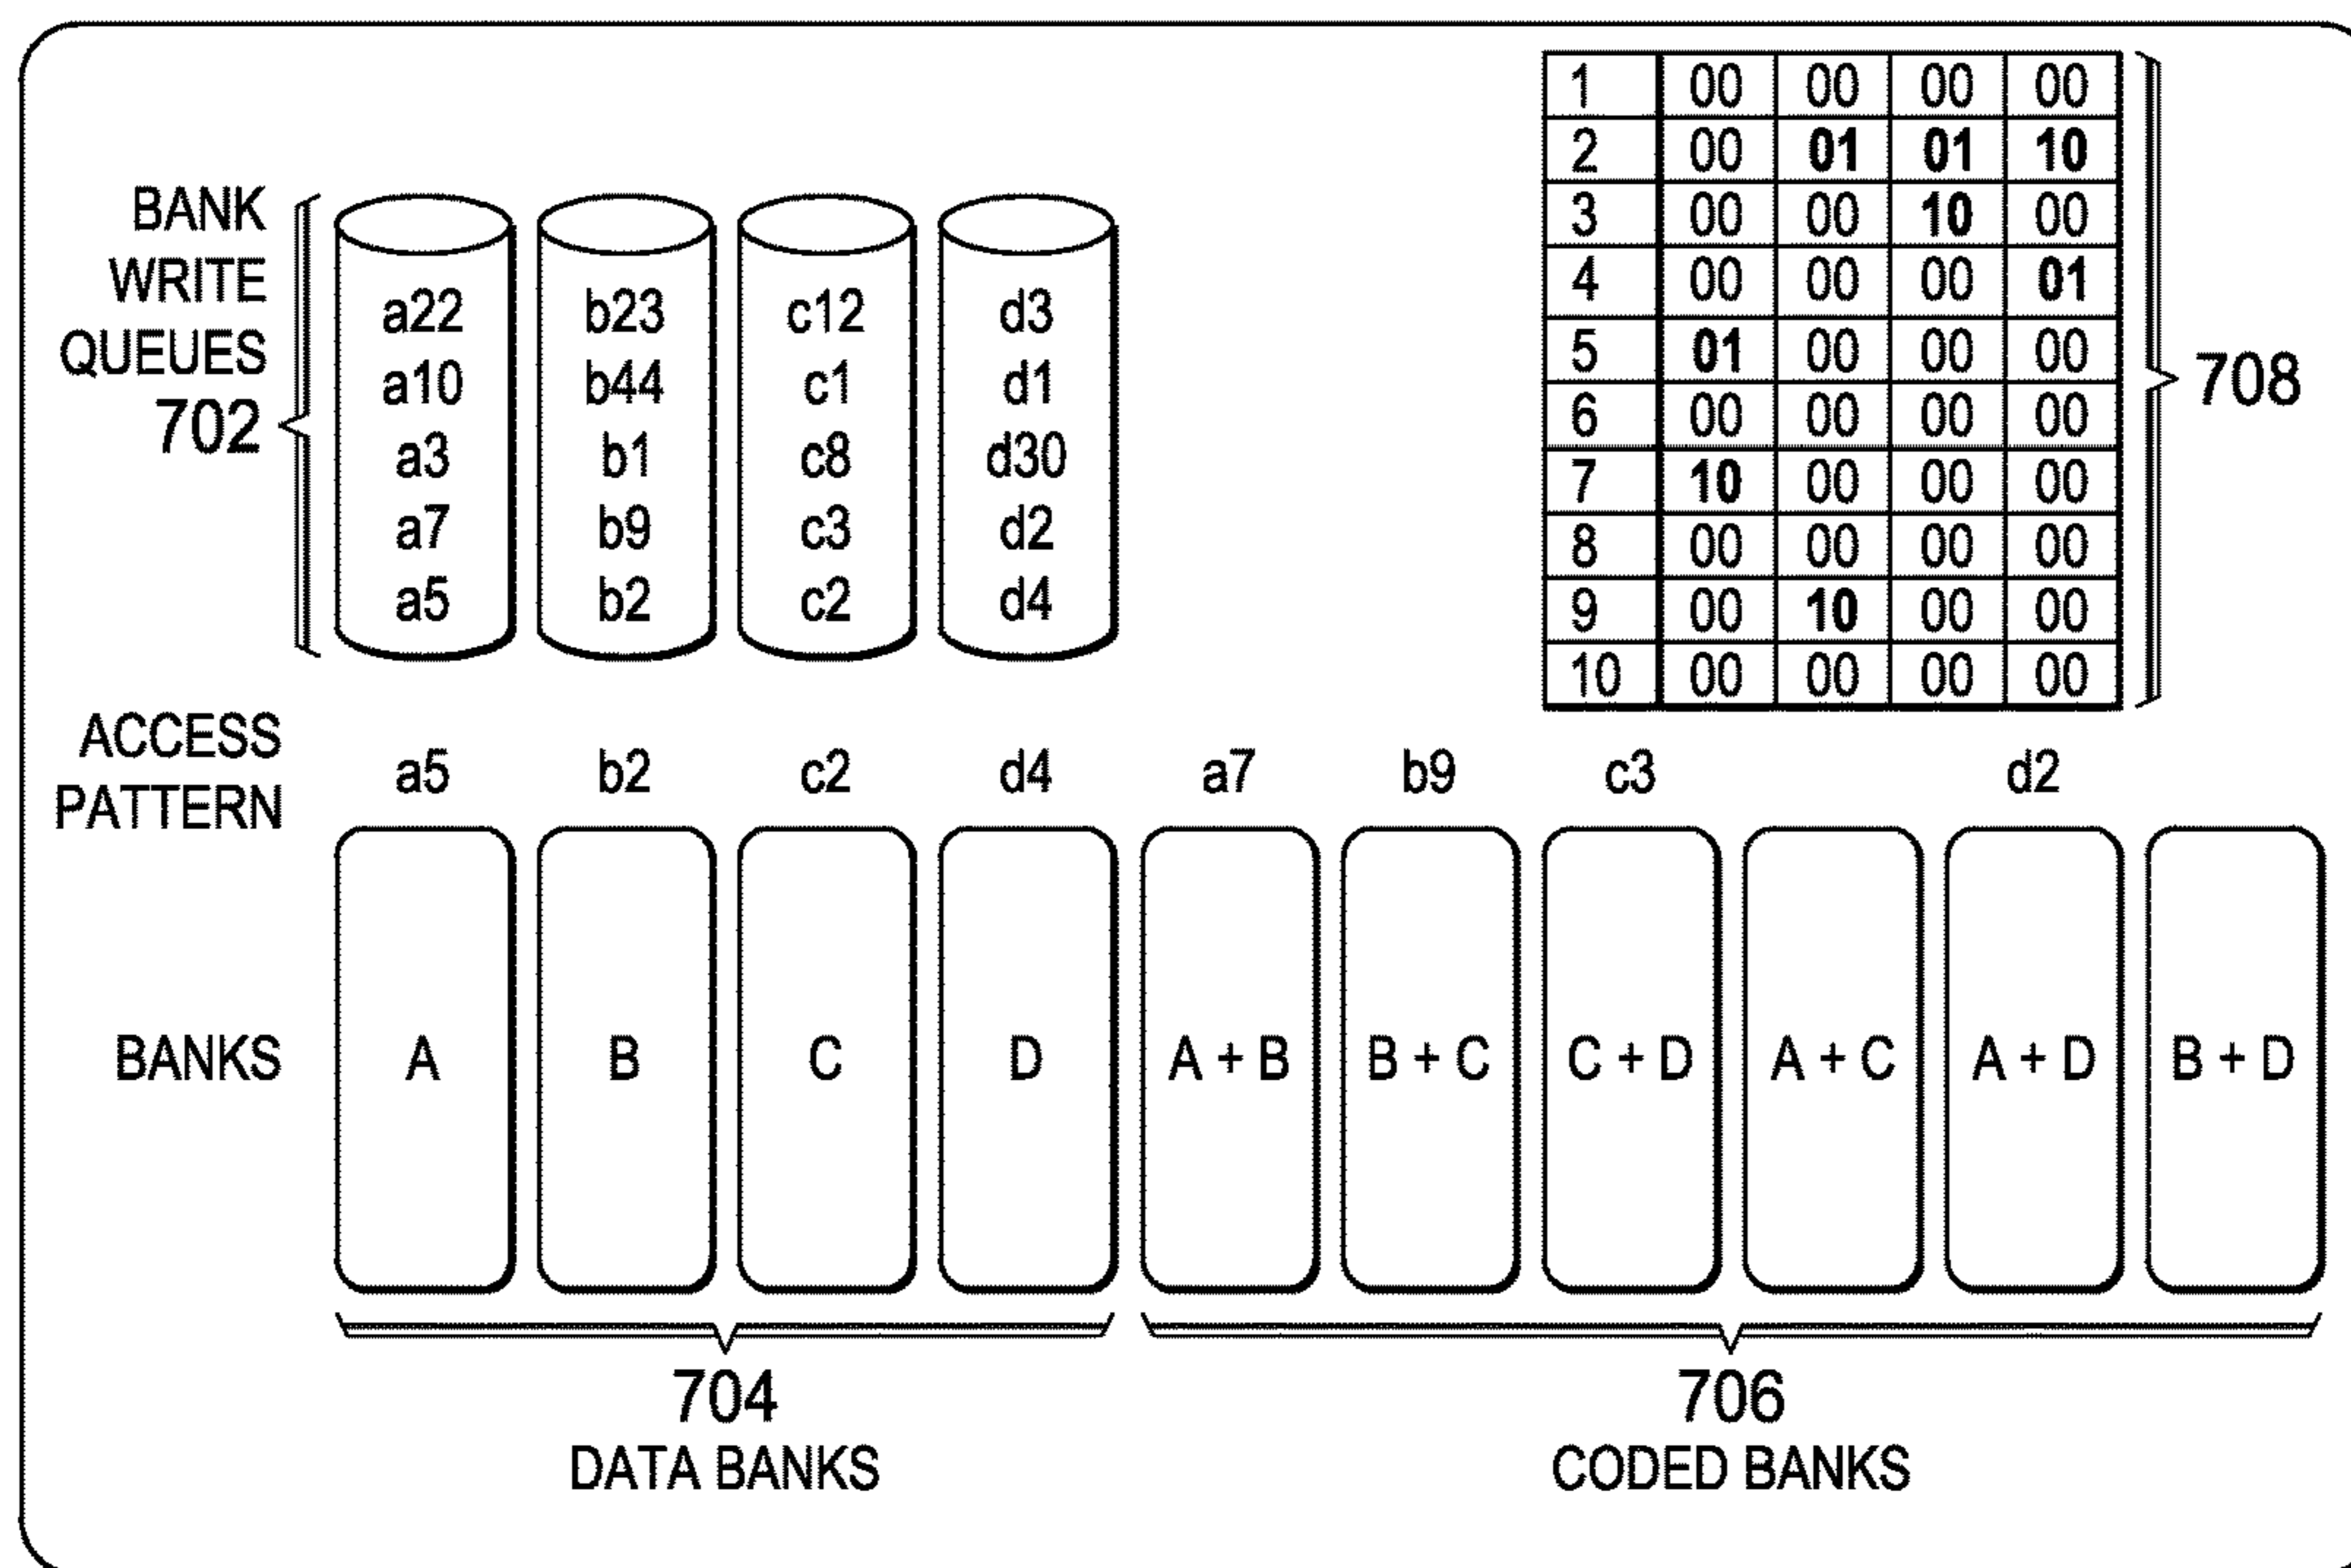 1 00 00 00 00
2 00 01 01 10
3 00 00 10 00
4 00 00 00 01
5 01 00 00 00
6 00 00 00 00
7 10 00 00 00
8 00 00 00 00
9 00 10 00 00
10 00 00 00 00
708
BANK
WRITE
QUEUES
702
a22 b23 c12 d3
a10 b44 c1 d1
a3 b1 c8 d30
a7 b9 c3 d2
a5 b2 c2 d4
ACCESS
PATTERN
a5 b2 c2 d4 a7 b9 c3 d2
BANKS A B C D A + B B + C C + D A + C A + D B + D
704
DATA BANKS
706
CODED BANKS